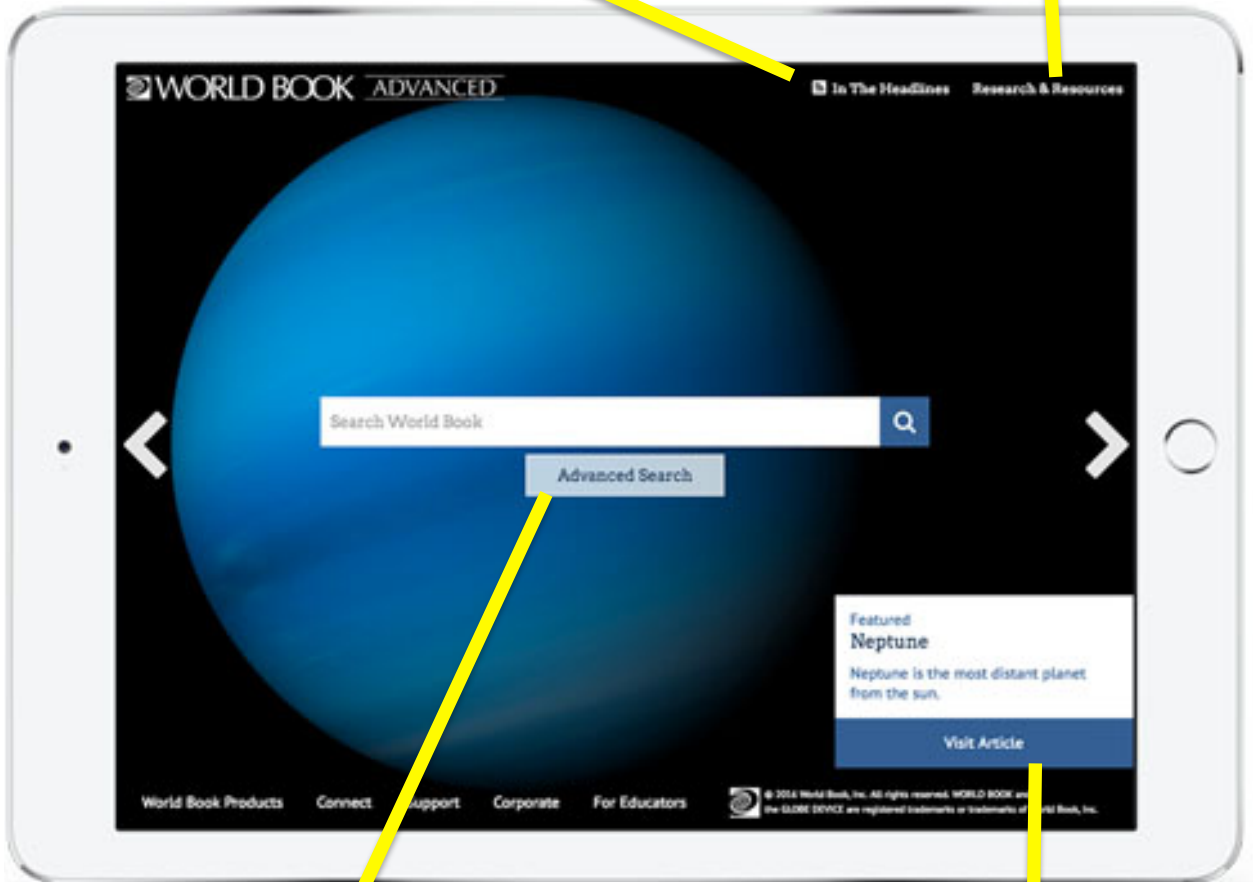 WORLD BOOK ADVANCED
In The Headlines Research & Resources
Search World Book
Advanced Search
Featured
Neptune
Neptune is the most distant planet
from the sun.
Visit Article
World Book Products Connect Support Corporate For Educators
© 2016 World Book, Inc. All rights reserved. WORLD BOOK
the GLOBE DEVICE are registered trademarks or trademarks of World Book, Inc.